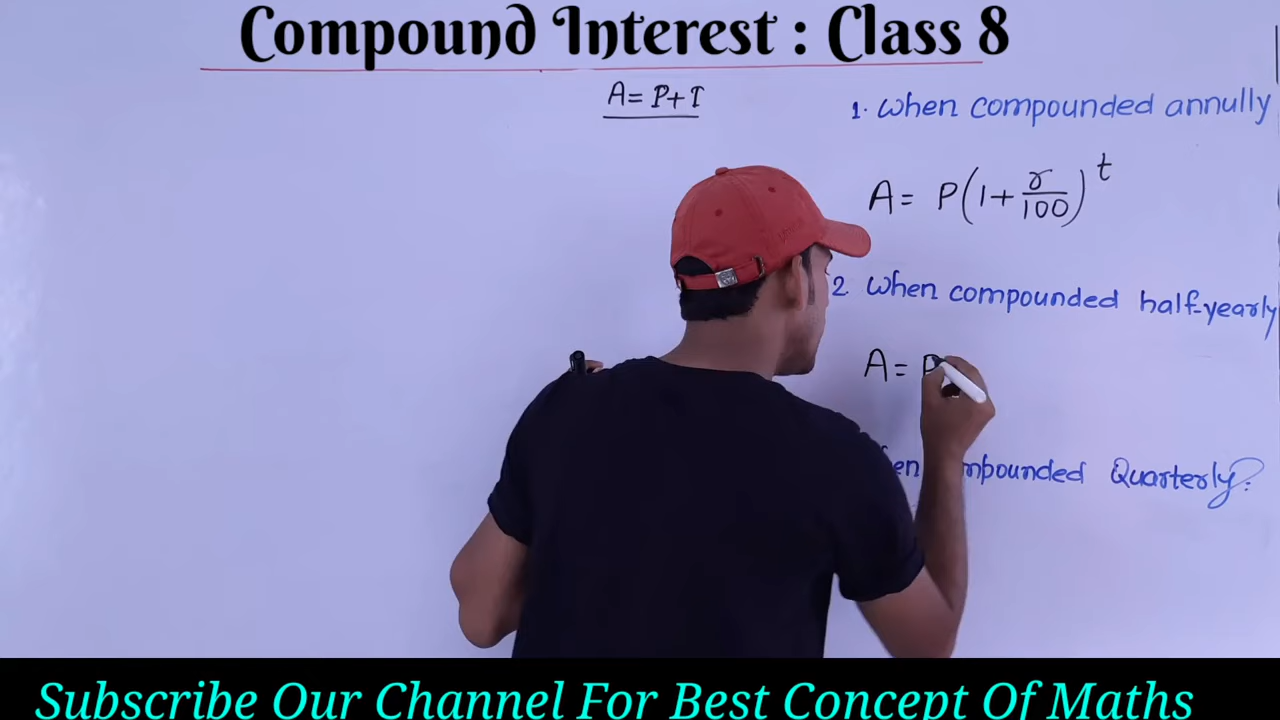 Compound Interest : Class 8
A = P + I
1. when compounded annully
A = P(1 + r/100)^t
2. when compounded half-yearly
A = P
compounded Quarterly:
Subscribe Our Channel For Best Concept Of Maths